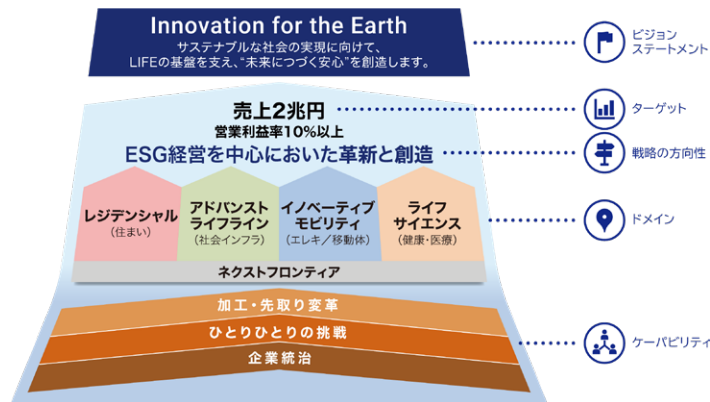 Innovation for the Earth
サステナブルな社会の実現に向けて、
LIFEの基盤を支え、“未来につづく安心”を創造します。
ビジョン
ステートメント
売上2兆円
営業利益率10%以上
ターゲット
ESG経営を中心においた革新と創造
戦略の方向性
レジデンシャル
（住まい）
アドバンスト
ライフライン
（社会インフラ）
イノベーティブ
モビリティ
（エレキ／移動体）
ライフ
サイエンス
（健康・医療）
ドメイン
ネクストフロンティア
加工・先取り変革
ひとりひとりの挑戦
企業統治
ケーパビリティ